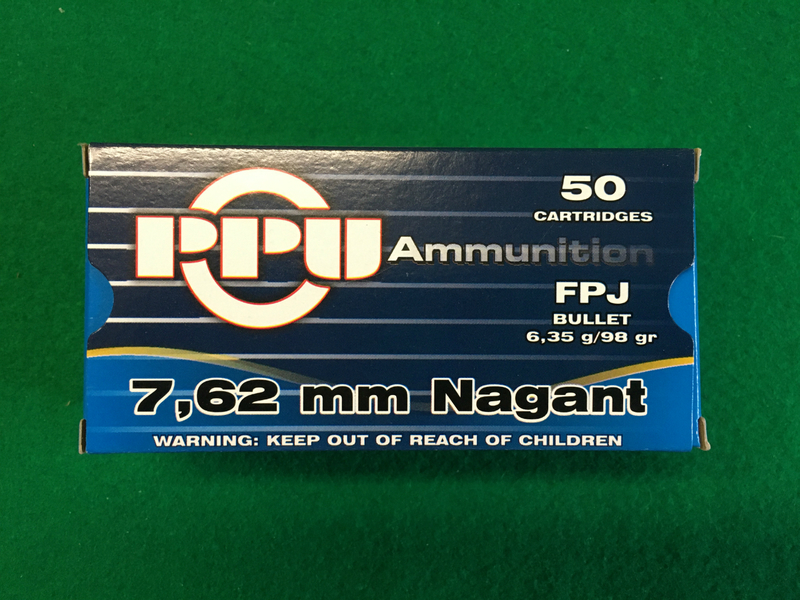 PPU Ammunition
50
CARTRIDGES
FPJ
BULLET
6,35 g/98 gr
7,62 mm Nagant
WARNING: KEEP OUT OF REACH OF CHILDREN